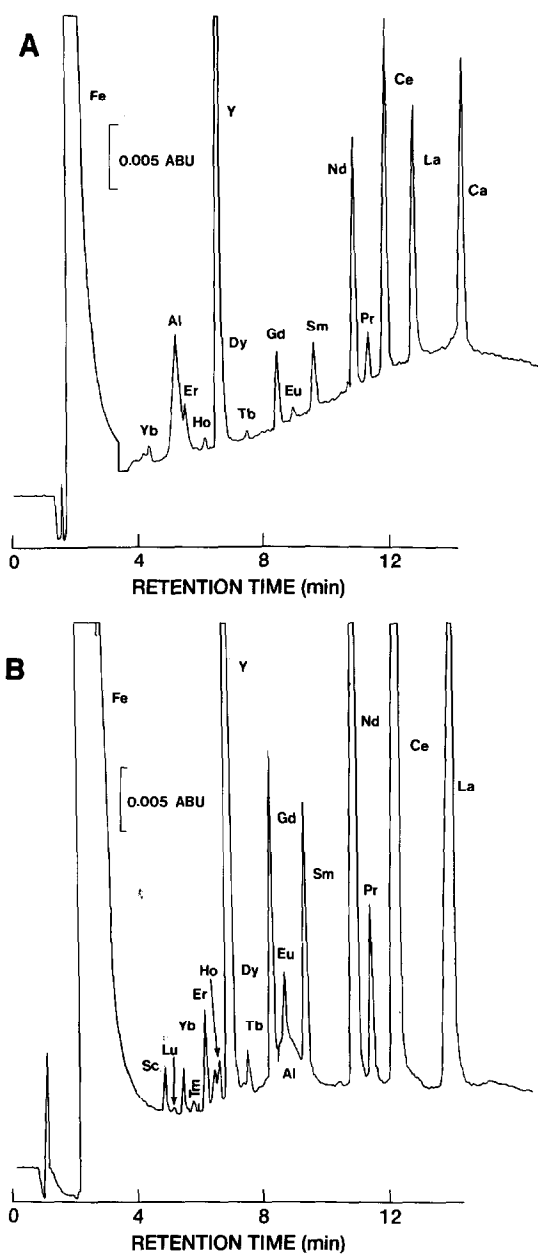 A
Fe
0.005 ABU
Y
Ce
La
Nd
Ca
Al
Dy
Gd
Sm
Pr
Er
Eu
Yb
Ho
Tb
0 4 8 12
RETENTION TIME (min)
B
Fe
Y
Nd
Ce
La
0.005 ABU
Gd
Sm
Pr
Ho
Dy
Eu
Er
Yb
Lu
Tb
Sc
Tm
Al
0 4 8 12
RETENTION TIME (min)